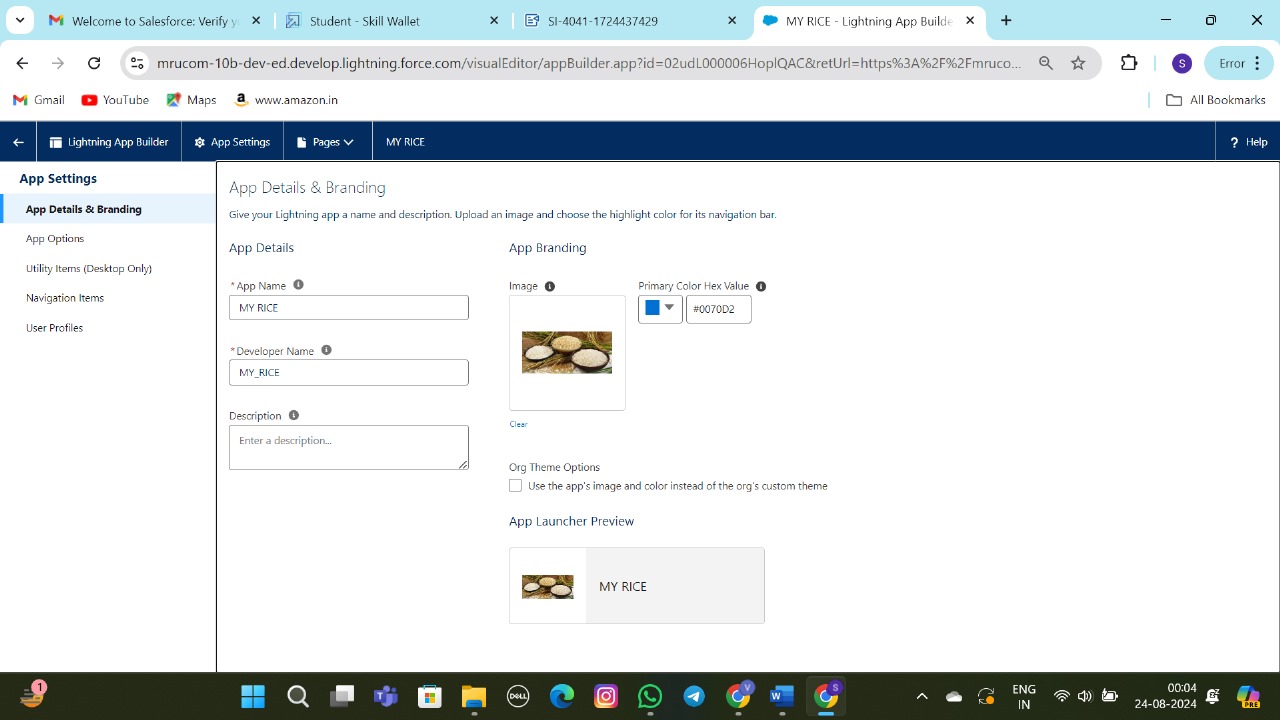 Welcome to Salesforce: Verify y
Student - Skill Wallet
SI-4041-1724437429
MY RICE - Lightning App Builde
mrucom-10b-dev-ed.develop.lightning.force.com/visualEditor/appBuilder.app?id=02udL000006HoplQAC&retUrl=https%3A%2F%2Fmruco...
S
Error
Gmail
YouTube
Maps
www.amazon.in
All Bookmarks
Lightning App Builder
App Settings
Pages
MY RICE
? Help
App Settings
App Details & Branding
App Options
Utility Items (Desktop Only)
Navigation Items
User Profiles
App Details & Branding
Give your Lightning app a name and description. Upload an image and choose the highlight color for its navigation bar.
App Details
*App Name
MY RICE
*Developer Name
MY_RICE
Description
Enter a description...
App Branding
Image
Primary Color Hex Value
#0070D2
Clear
Org Theme Options
Use the app's image and color instead of the org's custom theme
App Launcher Preview
MY RICE
1
DELL
V
W
S
ENG
IN
00:04
24-08-2024
PRE